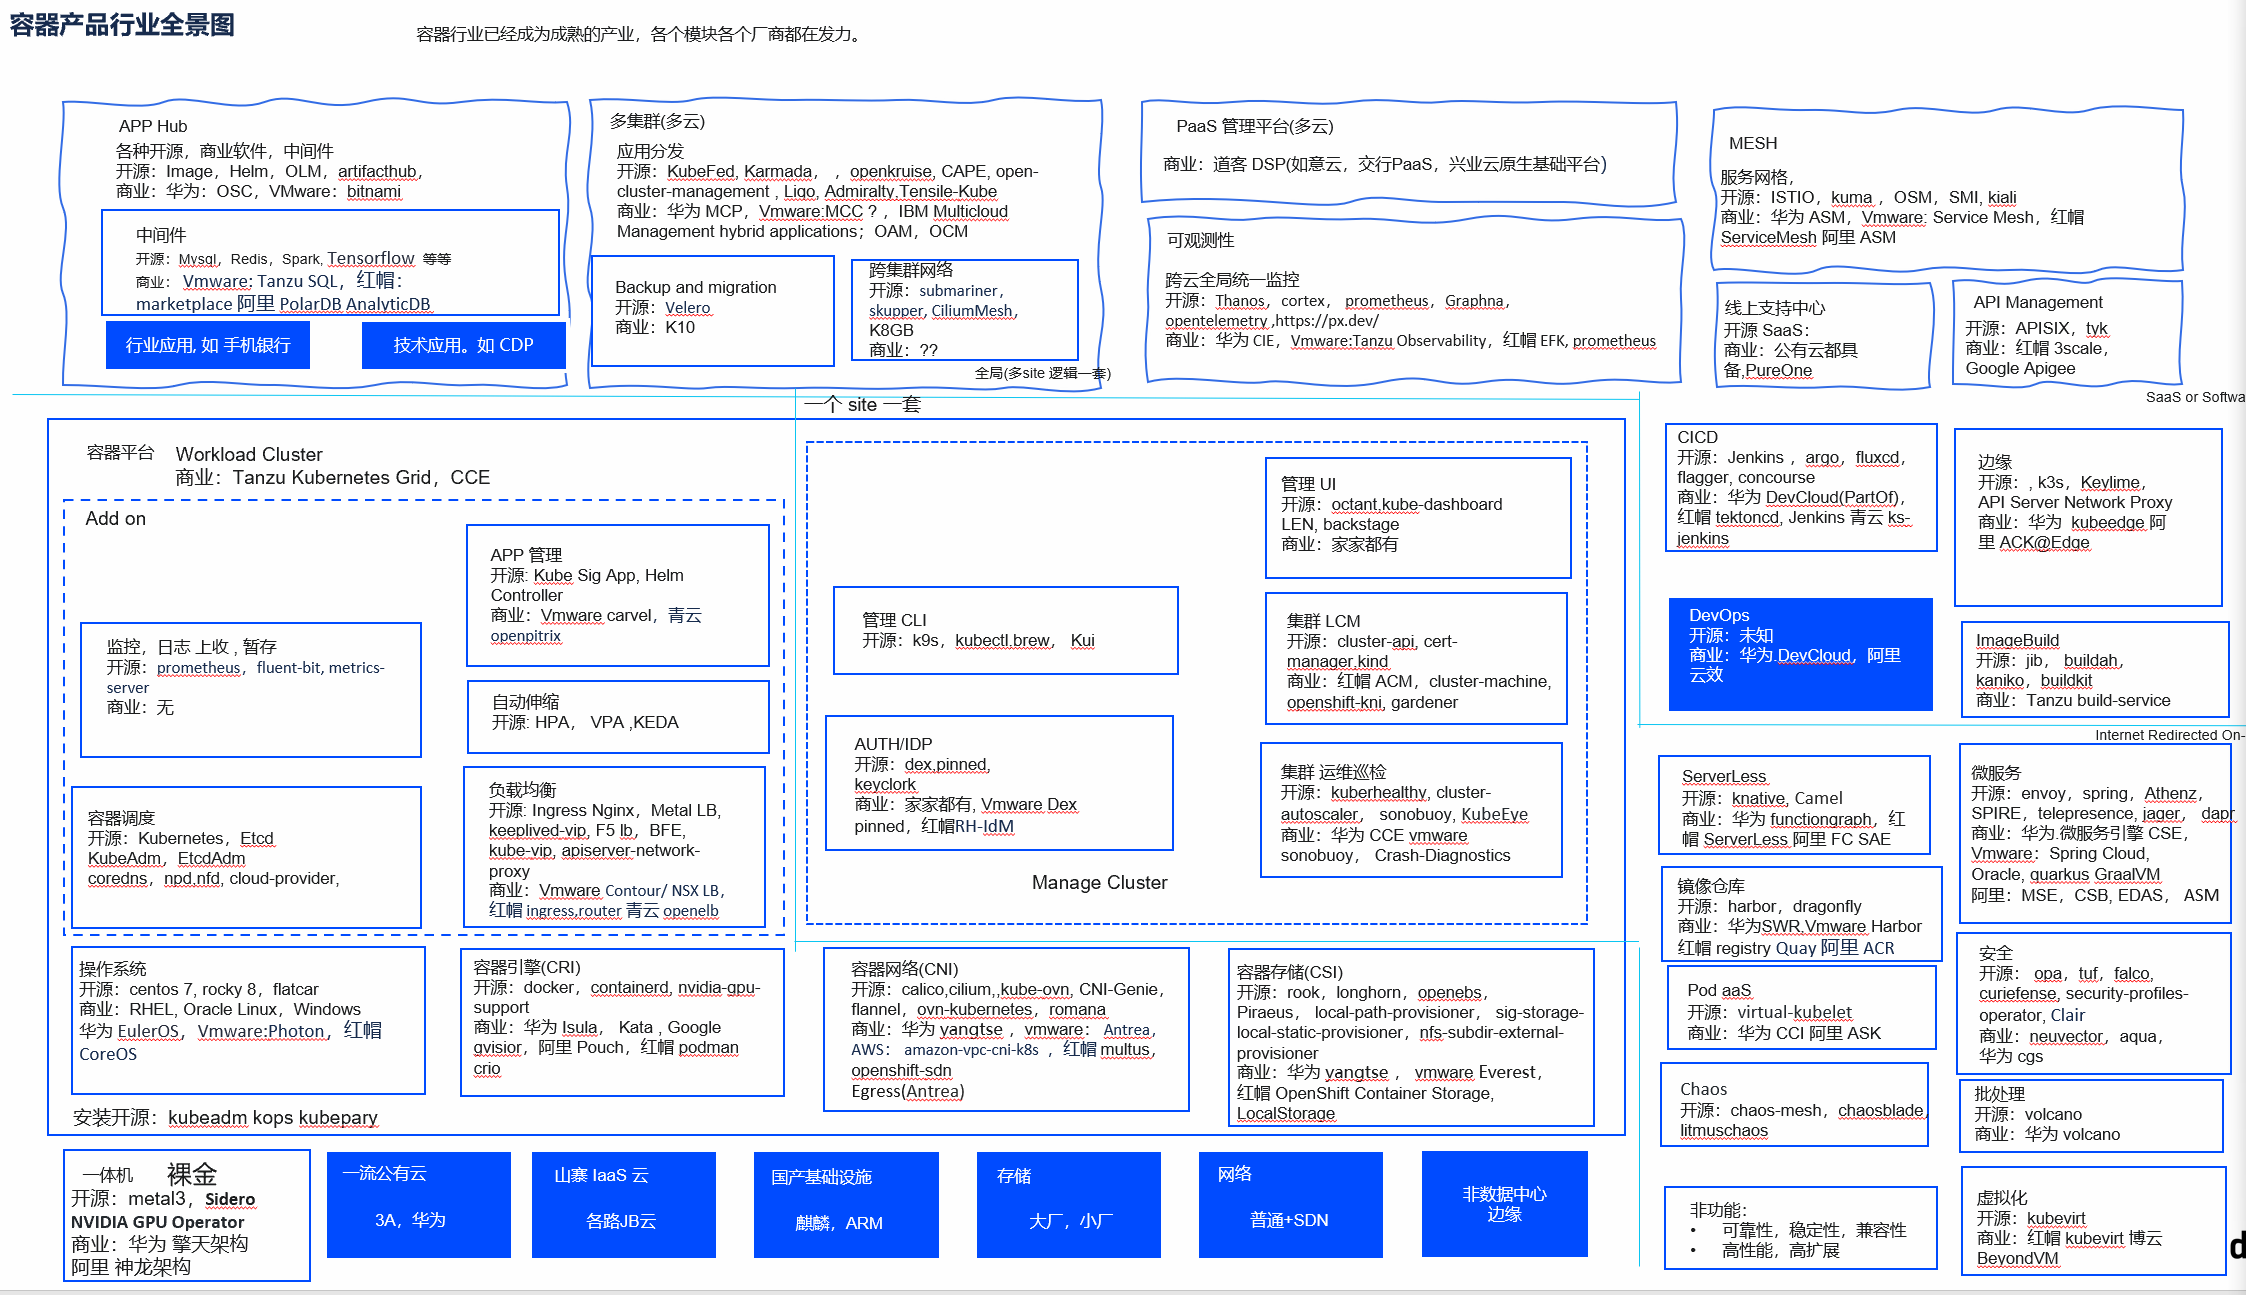 容器产品行业全景图
容器行业已经成为成熟的产业，各个模块各个厂商都在发力。
APP Hub
各种开源，商业软件，中间件
开源：Image，Helm，OLM，artifacthub，
商业：华为：OSC，VMware：bitnami
中间件
开源：Mysql，Redis，Spark, Tensorflow 等等
商业： Vmware: Tanzu SQL，红帽：
marketplace 阿里 PolarDB AnalyticDB
行业应用, 如 手机银行
技术应用。如 CDP
多集群(多云)
应用分发
开源：KubeFed, Karmada， ，openkruise, CAPE, open-
cluster-management , Ligo, Admiralty,Tensile-Kube
商业：华为 MCP，Vmware:MCC ? ，IBM Multicloud
Management hybrid applications；OAM，OCM
Backup and migration
开源：Velero
商业：K10
跨集群网络
开源：submariner，
skupper, CiliumMesh，
K8GB
商业：??
全局(多site 逻辑一套)
PaaS 管理平台(多云)
商业：道客 DSP(如意云，交行PaaS，兴业云原生基础平台)
可观测性
跨云全局统一监控
开源：Thanos，cortex， prometheus，Graphna，
opentelemetry ,https://px.dev/
商业：华为 CIE，Vmware:Tanzu Observability，红帽 EFK, prometheus
MESH
服务网格，
开源：ISTIO，kuma ，OSM，SMI, kiali
商业：华为 ASM，Vmware: Service Mesh，红帽
ServiceMesh 阿里 ASM
线上支持中心
开源 SaaS：
商业：公有云都具
备,PureOne
API Management
开源：APISIX，tyk
商业：红帽 3scale，
Google Apigee
SaaS or Softwa
一个 site 一套
容器平台
Workload Cluster
商业：Tanzu Kubernetes Grid，CCE
Add on
监控，日志 上收 , 暂存
开源：prometheus，fluent-bit, metrics-
server
商业：无
容器调度
开源：Kubernetes，Etcd
KubeAdm，EtcdAdm
coredns，npd,nfd, cloud-provider,
APP 管理
开源: Kube Sig App, Helm
Controller
商业：Vmware carvel，青云
openpitrix
自动伸缩
开源: HPA， VPA ,KEDA
负载均衡
开源: Ingress Nginx，Metal LB,
keeplived-vip, F5 lb，BFE,
kube-vip, apiserver-network-
proxy
商业：Vmware Contour/ NSX LB，
红帽 ingress,router 青云 openelb
管理 CLI
开源：k9s，kubectl,brew， Kui
AUTH/IDP
开源：dex,pinned,
keyclork
商业：家家都有, Vmware Dex
pinned，红帽RH-IdM
管理 UI
开源：octant,kube-dashboard
LEN, backstage
商业：家家都有
集群 LCM
开源：cluster-api, cert-
manager,kind
商业：红帽 ACM，cluster-machine,
openshift-kni, gardener
集群 运维巡检
开源：kuberhealthy, cluster-
autoscaler， sonobuoy, KubeEye
商业：华为 CCE vmware
sonobuoy， Crash-Diagnostics
Manage Cluster
操作系统
开源：centos 7, rocky 8，flatcar
商业：RHEL, Oracle Linux，Windows
华为 EulerOS，Vmware:Photon，红帽
CoreOS
容器引擎(CRI)
开源：docker，containerd, nvidia-gpu-
support
商业：华为 Isula， Kata , Google
gvisior，阿里 Pouch，红帽 podman
crio
容器网络(CNI)
开源：calico,cilium,,kube-ovn, CNI-Genie，
flannel，ovn-kubernetes，romana
商业：华为 yangtse ，vmware： Antrea，
AWS： amazon-vpc-cni-k8s ，红帽 multus，
openshift-sdn
Egress(Antrea)
容器存储(CSI)
开源：rook，longhorn，openebs，
Piraeus， local-path-provisioner， sig-storage-
local-static-provisioner，nfs-subdir-external-
provisioner
商业：华为 yangtse ， vmware Everest，
红帽 OpenShift Container Storage,
LocalStorage
安装开源：kubeadm kops kubepary
CICD
开源：Jenkins ，argo，fluxcd，
flagger, concourse
商业：华为 DevCloud(PartOf)，
红帽 tektoncd, Jenkins 青云 ks-
jenkins
边缘
开源：, k3s，Keylime，
API Server Network Proxy
商业：华为 kubeedge 阿
里 ACK@Edge
DevOps
开源：未知
商业：华为.DevCloud，阿里
云效
ImageBuild
开源：jib， buildah，
kaniko，buildkit
商业：Tanzu build-service
Internet Redirected On-
ServerLess
开源：knative, Camel
商业：华为 functiongraph，红
帽 ServerLess 阿里 FC SAE
微服务
开源：envoy，spring，Athenz，
SPIRE，telepresence, jager， dapr
商业：华为.微服务引擎 CSE，
Vmware：Spring Cloud,
Oracle, quarkus GraalVM
阿里：MSE，CSB, EDAS， ASM
镜像仓库
开源：harbor，dragonfly
商业：华为SWR,Vmware Harbor
红帽 registry Quay 阿里 ACR
安全
开源： opa，tuf，falco,
curiefense, security-profiles-
operator, Clair
商业：neuvector，aqua，
华为 cgs
Pod aaS
开源：virtual-kubelet
商业：华为 CCI 阿里 ASK
Chaos
开源：chaos-mesh，chaosblade,
litmuschaos
批处理
开源：volcano
商业：华为 volcano
非功能：
• 可靠性，稳定性，兼容性
• 高性能，高扩展
虚拟化
开源：kubevirt
商业：红帽 kubevirt 博云
BeyondVM
d
一体机 裸金
开源：metal3，Sidero
NVIDIA GPU Operator
商业：华为 擎天架构
阿里 神龙架构
一流公有云
3A，华为
山寨 IaaS 云
各路JB云
国产基础设施
麒麟，ARM
存储
大厂，小厂
网络
普通+SDN
非数据中心
边缘